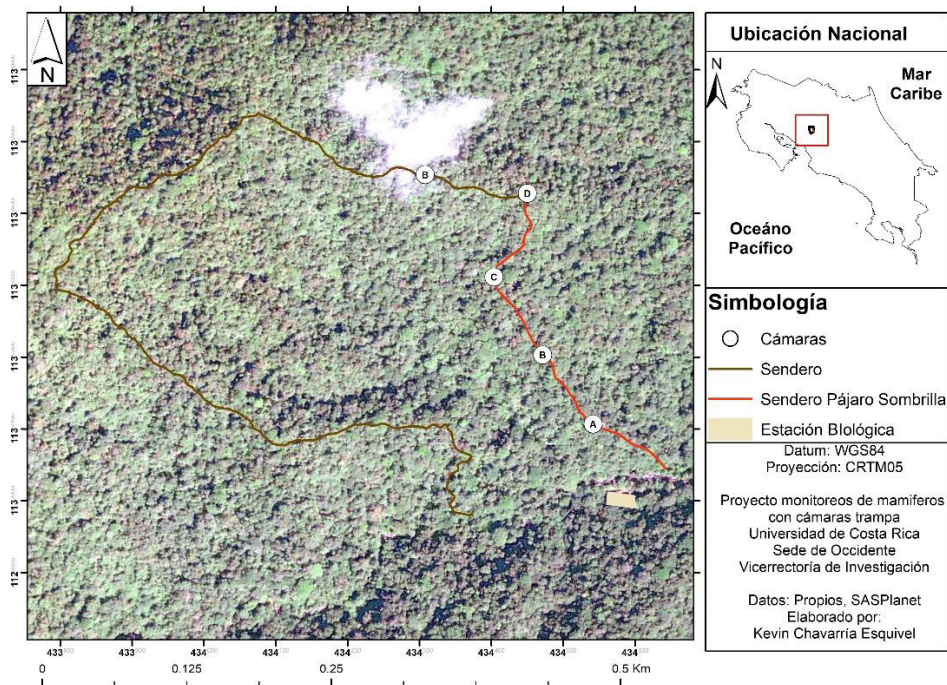 N
B
D
C
B
A
113
113
113
113
113
113
113
112
433
433
434
434
434
434
434
434
434
0
0.125
0.25
0.5 Km
Ubicación Nacional
N
Mar
Caribe
Oceáno
Pacífico
Simbología
Cámaras
Sendero
Sendero Pájaro Sombrilla
Estación BIológica
Datum: WGS84
Proyección: CRTM05
Proyecto monitoreos de mamiferos
con cámaras trampa
Universidad de Costa Rica
Sede de Occidente
Vicerrectoría de Investigación
Datos: Propios, SASPlanet
Elaborado por:
Kevin Chavarría Esquivel